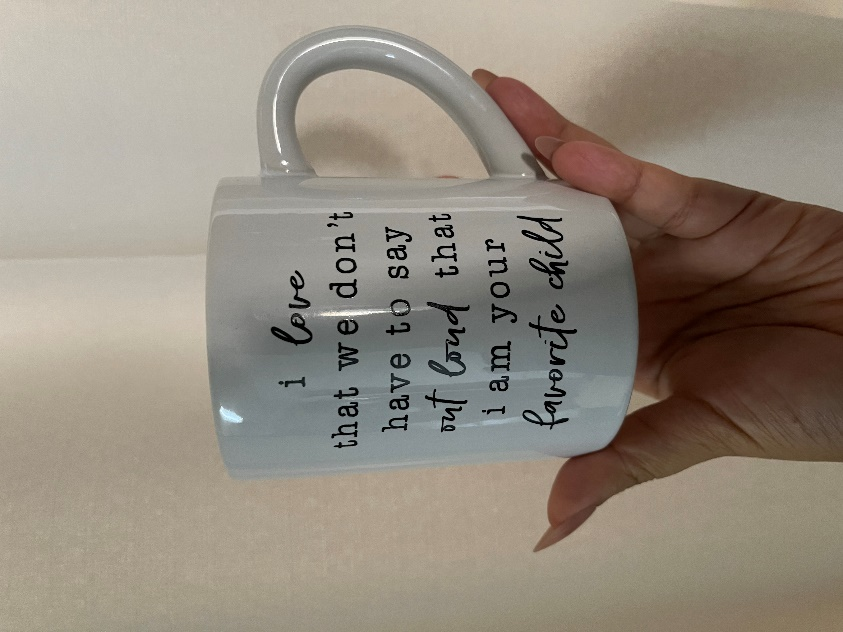 i love
that we don't
have to say
out loud that
i am your
favorite child